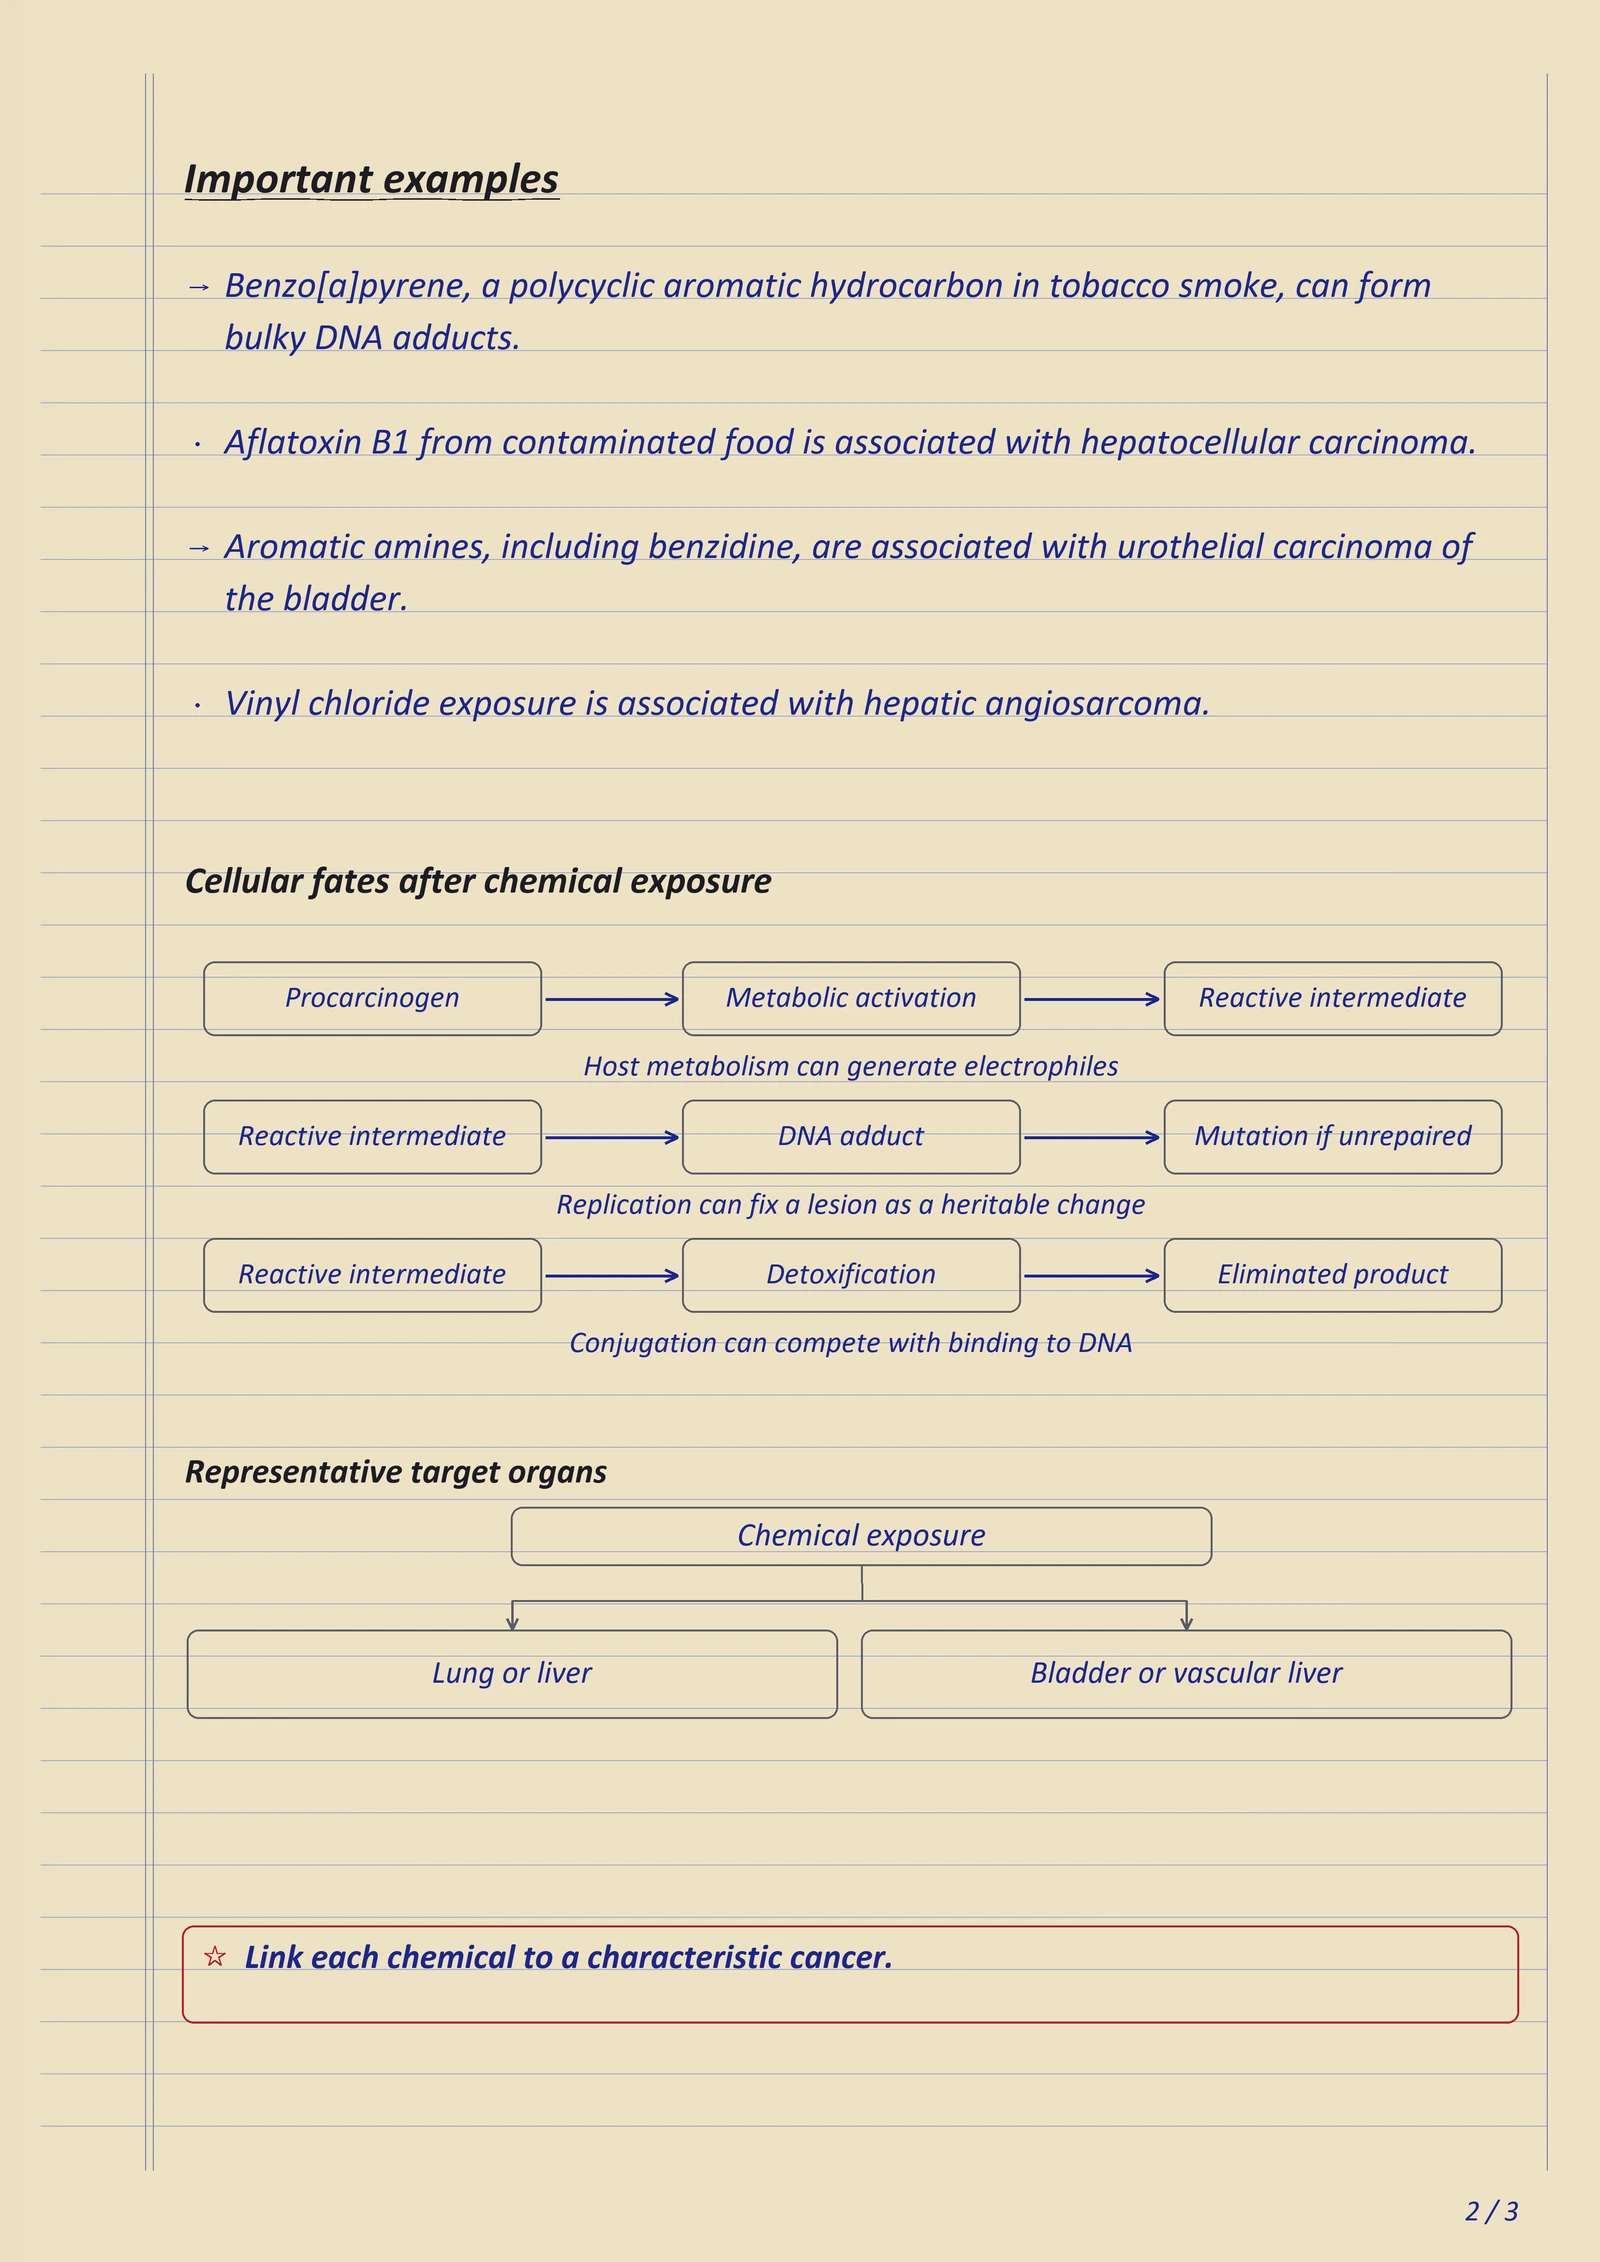 Important examples
→ Benzo[a]pyrene, a polycyclic aromatic hydrocarbon in tobacco smoke, can form
bulky DNA adducts.
· Aflatoxin B1 from contaminated food is associated with hepatocellular carcinoma.
→ Aromatic amines, including benzidine, are associated with urothelial carcinoma of
the bladder.
· Vinyl chloride exposure is associated with hepatic angiosarcoma.
Cellular fates after chemical exposure
Procarcinogen → Metabolic activation → Reactive intermediate
Host metabolism can generate electrophiles
Reactive intermediate → DNA adduct → Mutation if unrepaired
Replication can fix a lesion as a heritable change
Reactive intermediate → Detoxification → Eliminated product
Conjugation can compete with binding to DNA
Representative target organs
Chemical exposure
Lung or liver Bladder or vascular liver
☆ Link each chemical to a characteristic cancer.
2 / 3